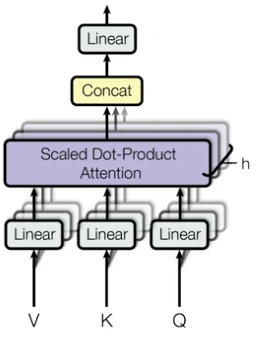 Linear
Concat
Scaled Dot-Product
Attention
h
Linear Linear Linear
V K Q